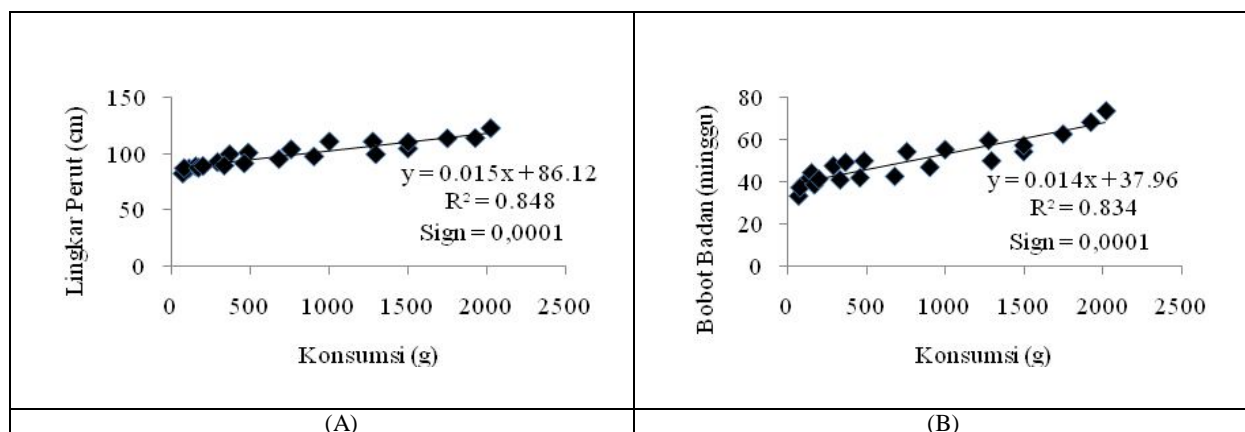 Lingkar Perut (cm)
150
100
50
0
y = 0.015x + 86.12
R² = 0.848
Sign = 0,0001
0 500 1000 1500 2000 2500
Konsumsi (g)
(A)
Bobot Badan (minggu)
80
60
40
20
0
y = 0.014x + 37.96
R² = 0.834
Sign = 0,0001
0 500 1000 1500 2000 2500
Konsumsi (g)
(B)